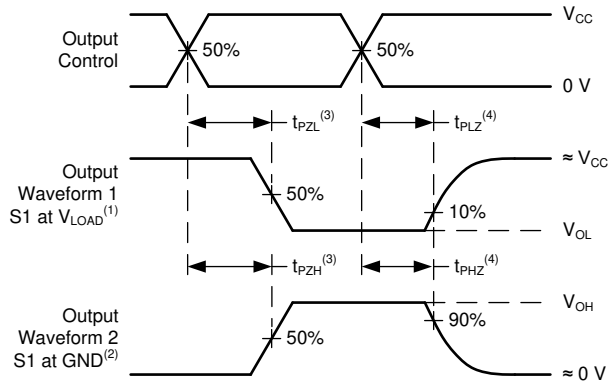 V_CC
Output
Control
50%
50%
0 V
t_PZL^(3)
t_PLZ^(4)
Output
Waveform 1
S1 at V_LOAD^(1)
≈ V_CC
50%
10%
V_OL
t_PZH^(3)
t_PHZ^(4)
Output
Waveform 2
S1 at GND^(2)
V_OH
90%
50%
≈ 0 V